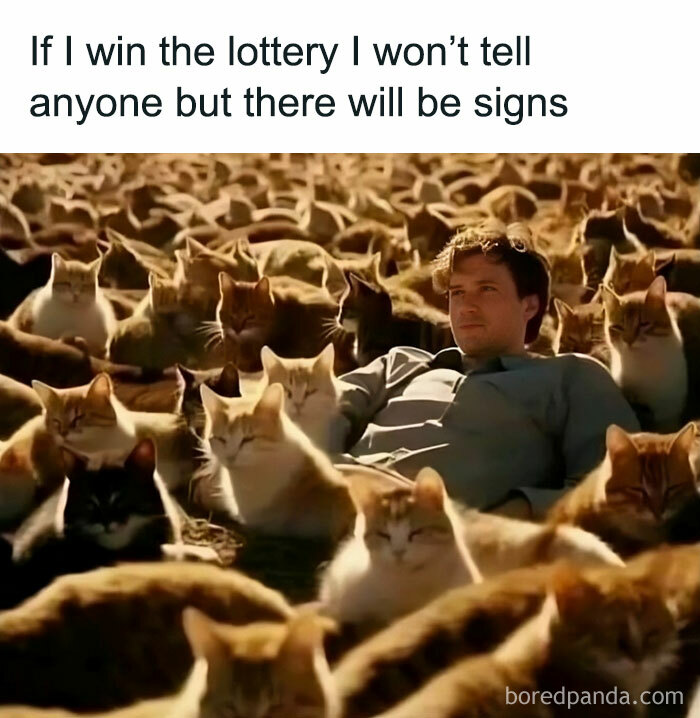 If I win the lottery I won’t tell
anyone but there will be signs
boredpanda.com